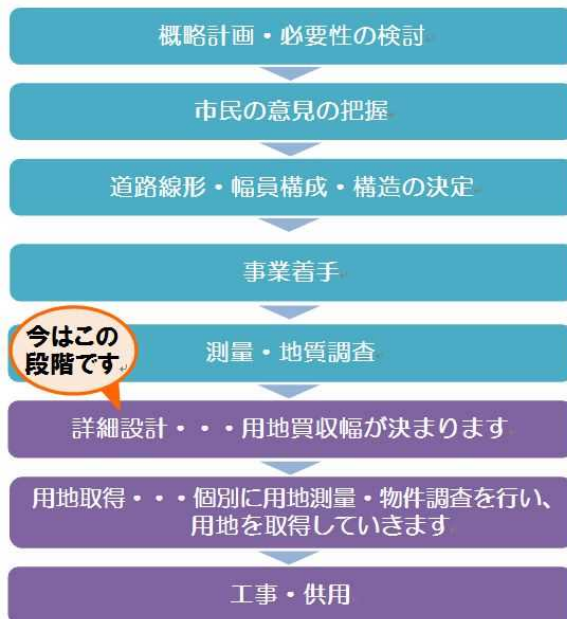 概略計画・必要性の検討
市民の意見の把握
道路線形・幅員構成・構造の決定
事業着手
今はこの
段階です
測量・地質調査
詳細設計・・・用地買収幅が決まります
用地取得・・・個別に用地測量・物件調査を行い、
用地を取得していきます
工事・供用